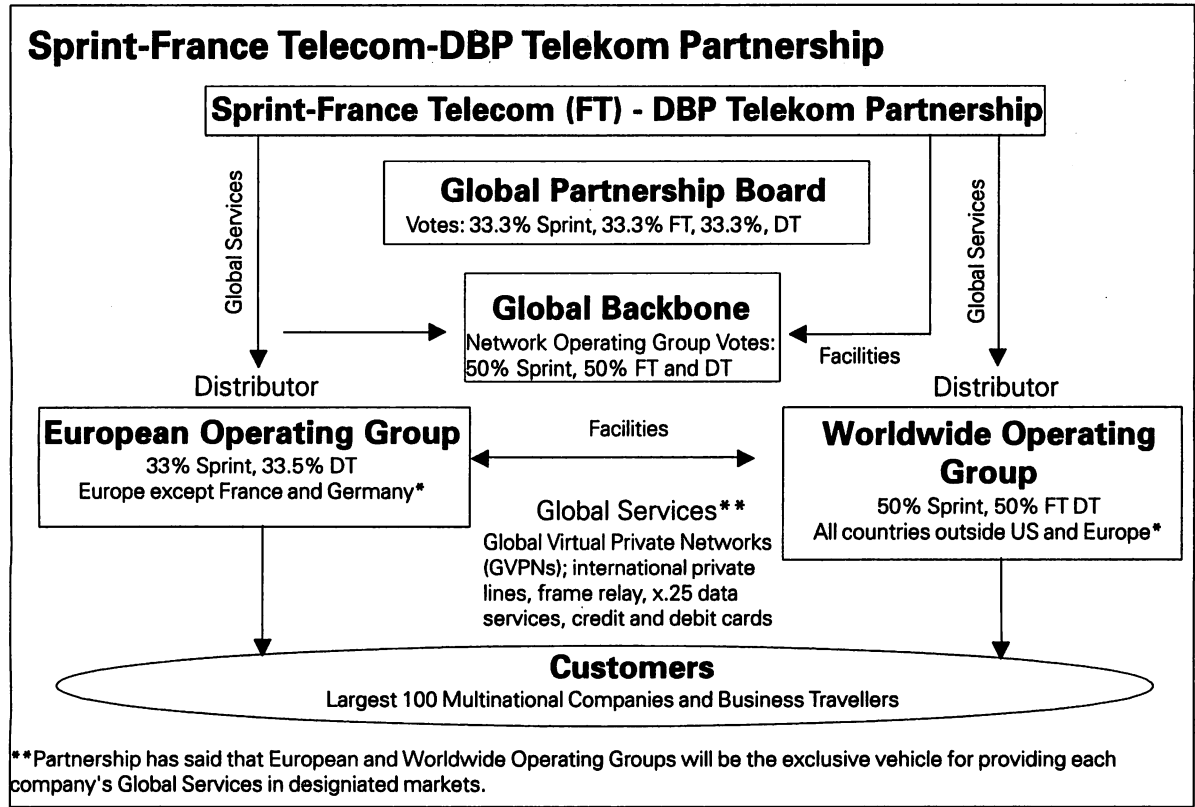 Sprint-France Telecom-DBP Telekom Partnership
Sprint-France Telecom (FT) - DBP Telekom Partnership
Global Services
Global Partnership Board
Votes: 33.3% Sprint, 33.3% FT, 33.3%, DT
Global Services
Global Backbone
Network Operating Group Votes:
50% Sprint, 50% FT and DT
Facilities
Distributor
Distributor
European Operating Group
33% Sprint, 33.5% DT
Europe except France and Germany*
Facilities
Worldwide Operating
Group
50% Sprint, 50% FT DT
All countries outside US and Europe*
Global Services**
Global Virtual Private Networks
(GVPNs); international private
lines, frame relay, x.25 data
services, credit and debit cards
Customers
Largest 100 Multinational Companies and Business Travellers
**Partnership has said that European and Worldwide Operating Groups will be the exclusive vehicle for providing each
company's Global Services in designiated markets.